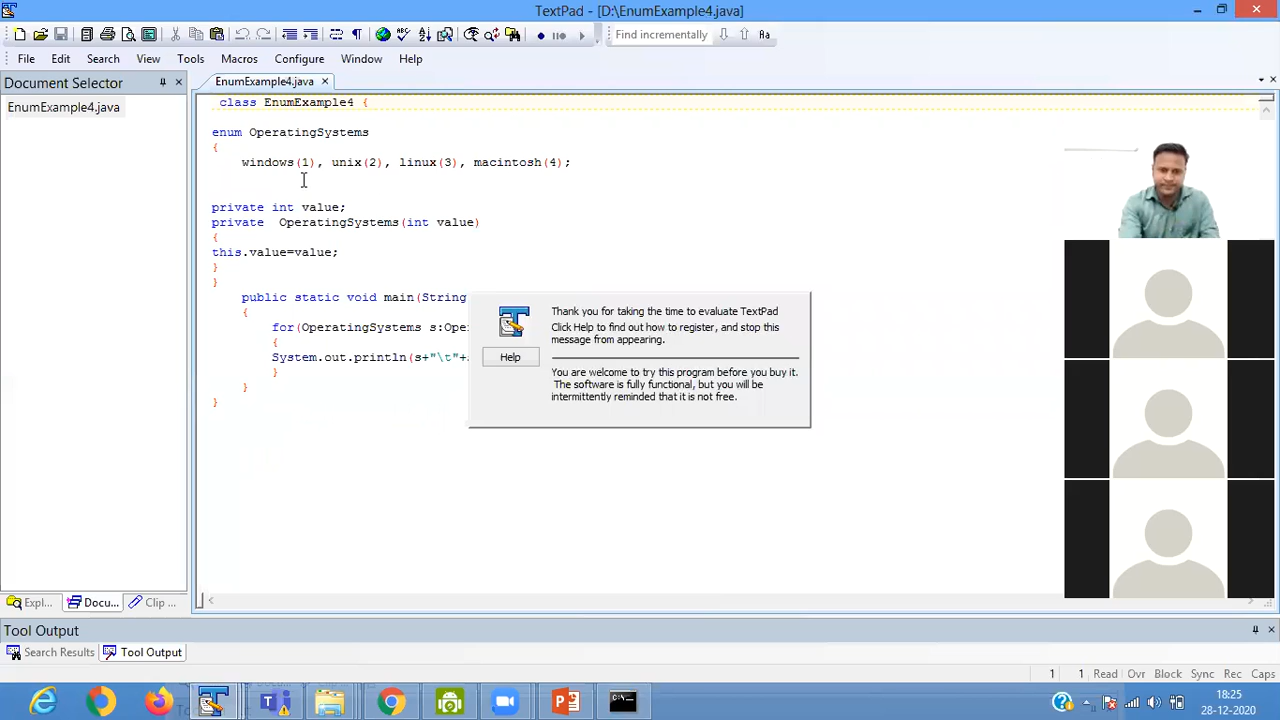 TextPad - [D:\EnumExample4.java]
Find incrementally
Aa
File Edit Search View Tools Macros Configure Window Help
Document Selector
EnumExample4.java
EnumExample4.java
class EnumExample4 {
enum OperatingSystems
{
windows(1), unix(2), linux(3), macintosh(4);
private int value;
private OperatingSystems(int value)
{
this.value=value;
}
}
public static void main(String
{
for(OperatingSystems s:Ope
{
System.out.println(s+"\t"+
}
}
}
Thank you for taking the time to evaluate TextPad
Click Help to find out how to register, and stop this
message from appearing.
Help
You are welcome to try this program before you buy it.
The software is fully functional, but you will be
intermittently reminded that it is not free.
Expl... Docu... Clip ...
Tool Output
Search Results Tool Output
1 1 Read Ovr Block Sync Rec Caps
18:25
28-12-2020